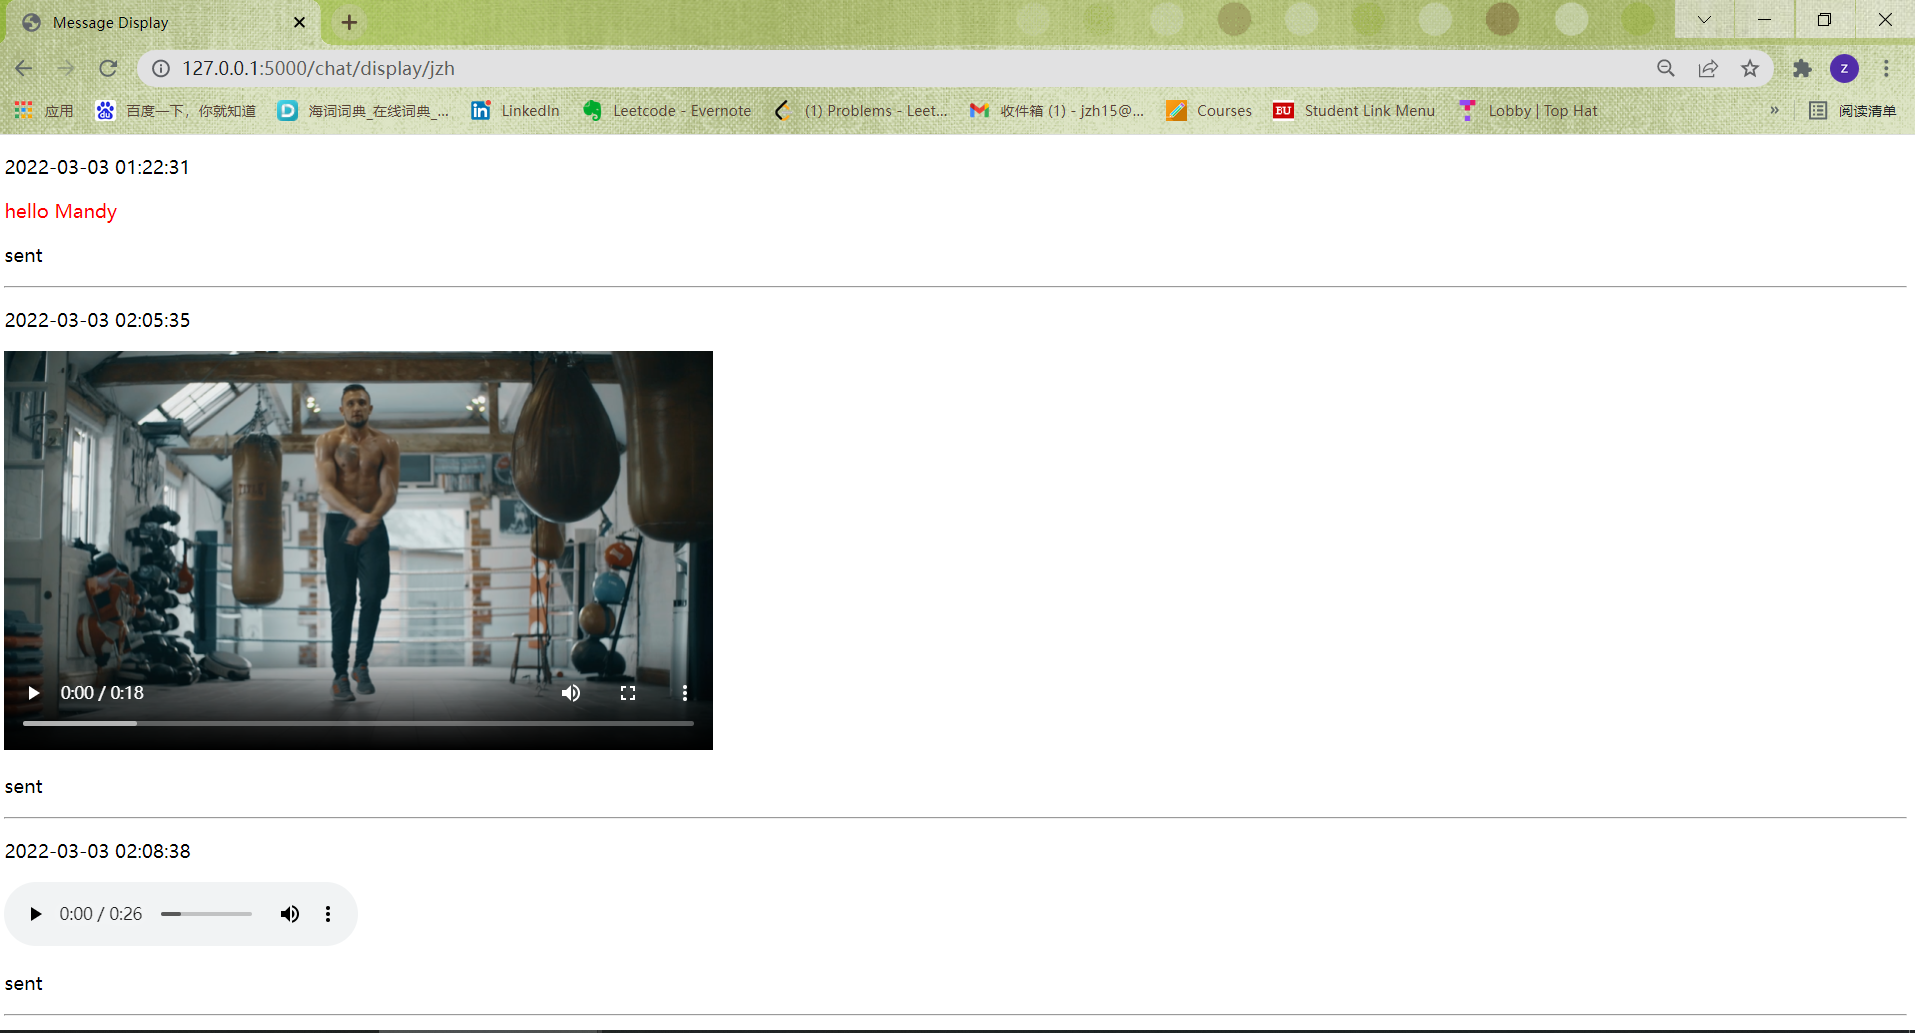 Message Display
127.0.0.1:5000/chat/display/jzh
z
应用
du
百度一下，你就知道
D
海词词典_在线词典_...
in
LinkedIn
Leetcode - Evernote
(1) Problems - Leet...
收件箱 (1) - jzh15@...
Courses
BU
Student Link Menu
Lobby | Top Hat
»
阅读清单
2022-03-03 01:22:31
hello Mandy
sent
2022-03-03 02:05:35
TITLE
0:00 / 0:18
sent
2022-03-03 02:08:38
0:00 / 0:26
sent